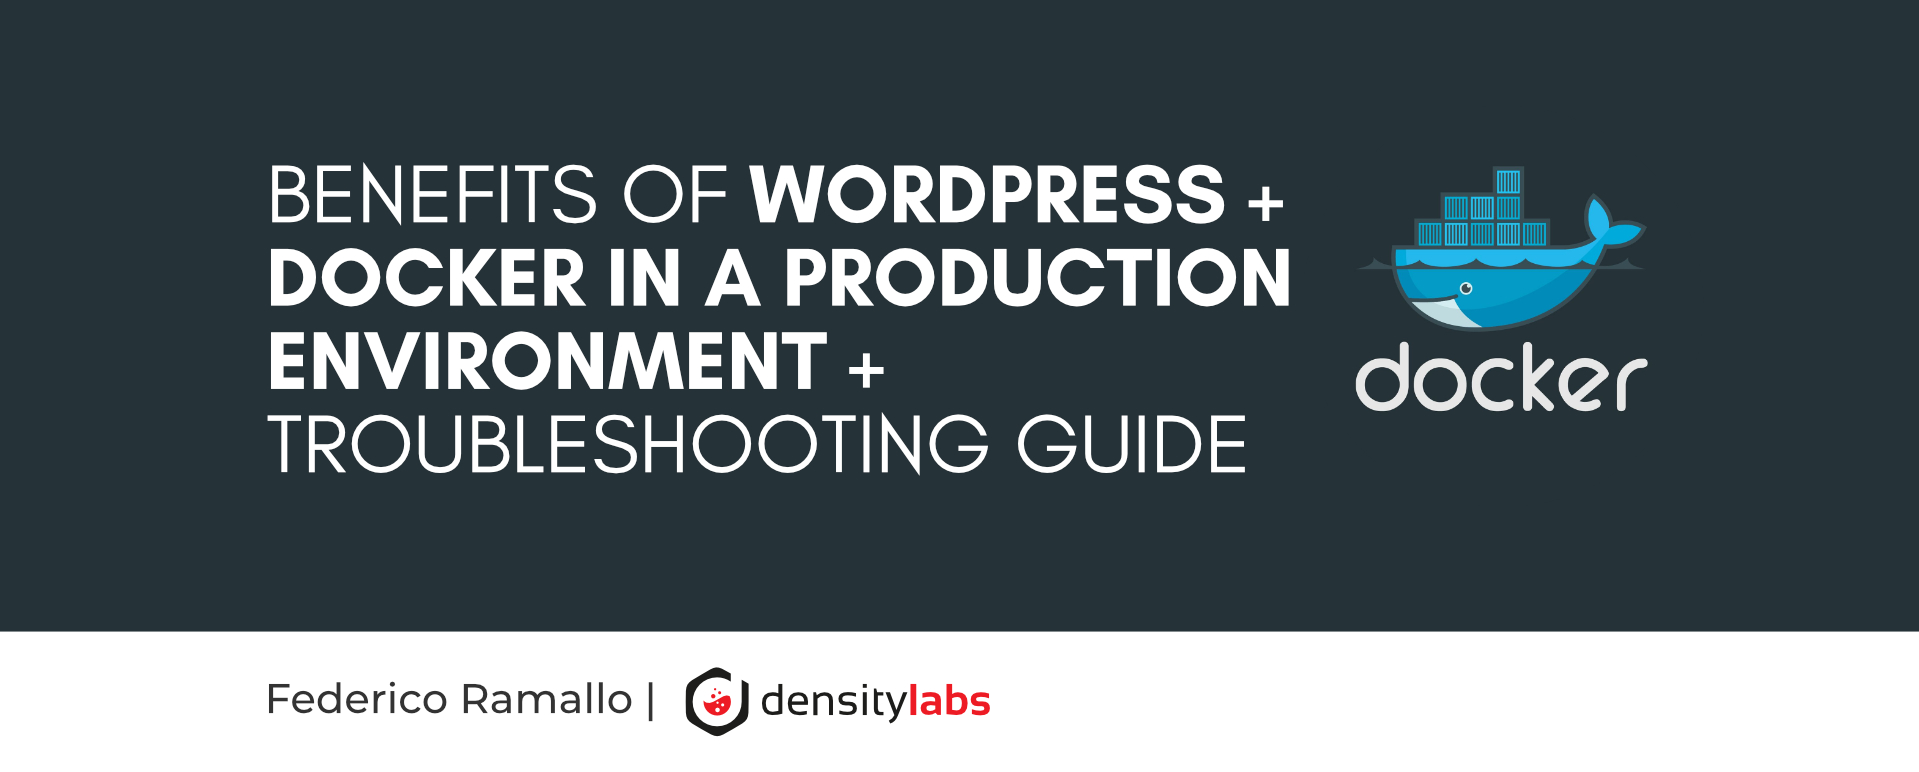 BENEFITS OF WORDPRESS +
DOCKER IN A PRODUCTION
ENVIRONMENT +
TROUBLESHOOTING GUIDE
docker
Federico Ramallo | densitylabs